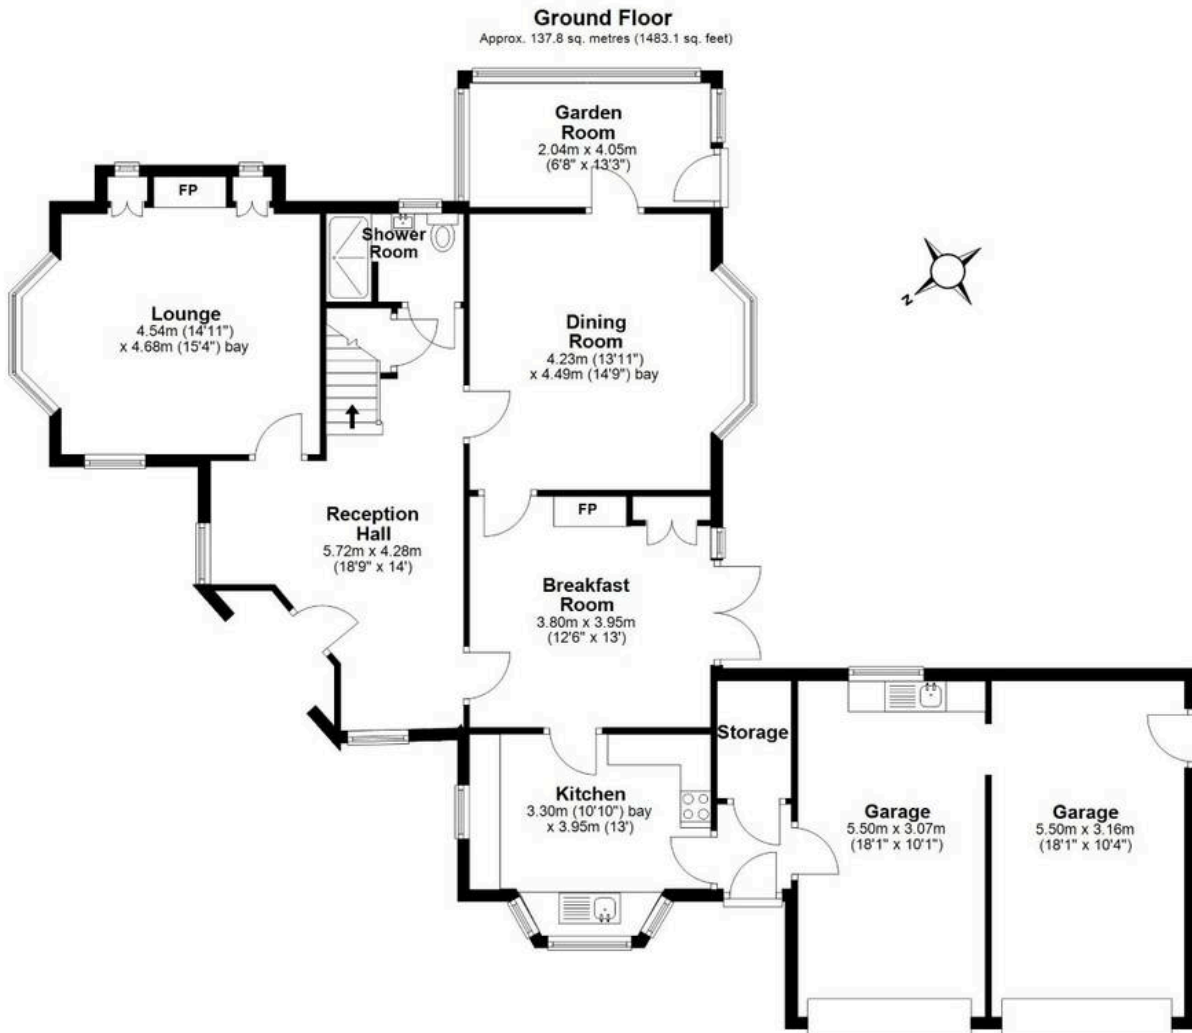 Ground Floor
Approx. 137.8 sq. metres (1483.1 sq. feet)
Garden
Room
2.04m x 4.05m
(6'8" x 13'3")
FP
Shower
Room
Lounge
4.54m (14'11")
x 4.68m (15'4") bay
Dining
Room
4.23m (13'11")
x 4.49m (14'9") bay
N
Reception
Hall
5.72m x 4.28m
(18'9" x 14')
FP
Breakfast
Room
3.80m x 3.95m
(12'6" x 13')
Storage
Kitchen
3.30m (10'10") bay
x 3.95m (13')
Garage
5.50m x 3.07m
(18'1" x 10'1")
Garage
5.50m x 3.16m
(18'1" x 10'4")